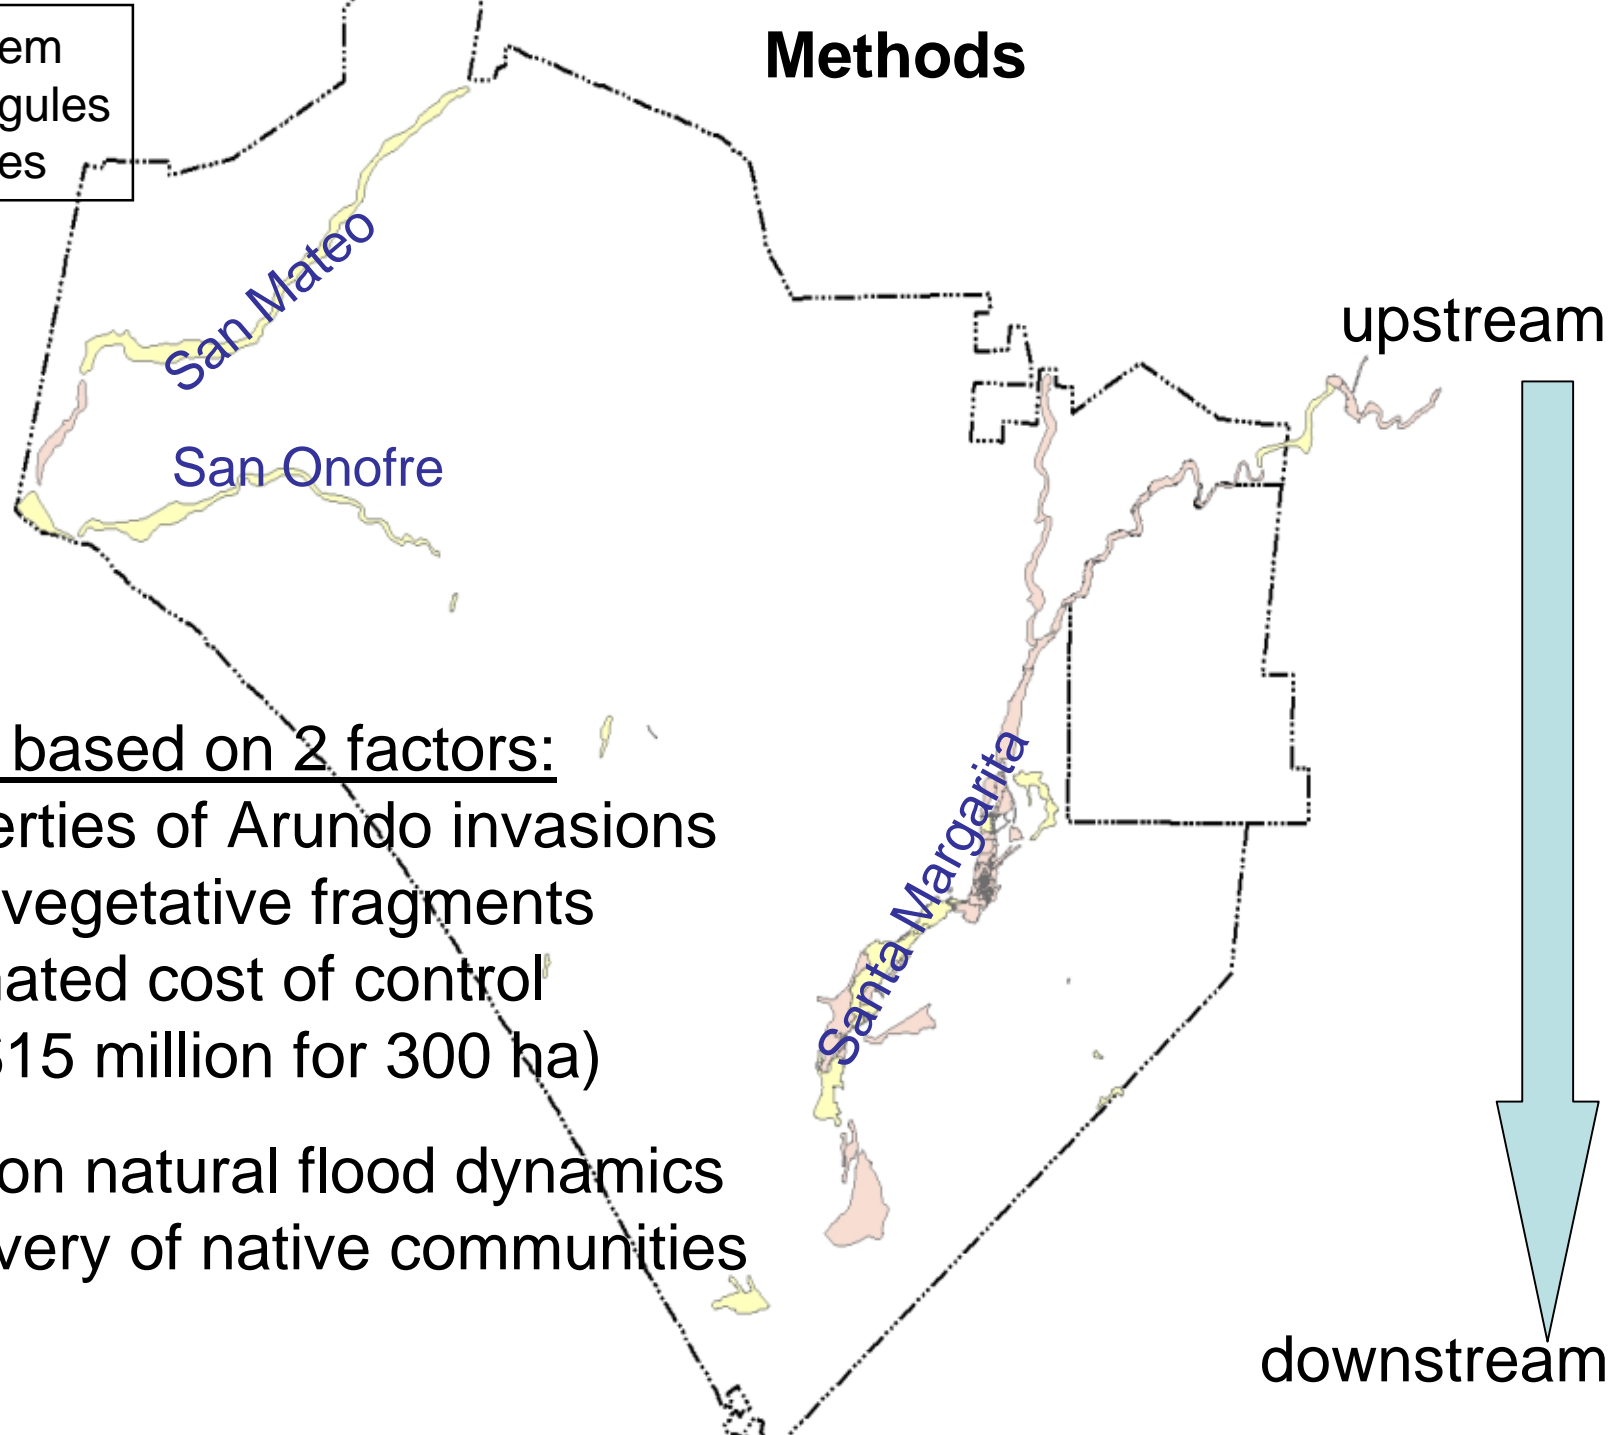 em
gules
es
Methods
San Mateo
San Onofre
Santa Margarita
upstream
downstream
based on 2 factors:
erties of Arundo invasions
vegetative fragments
nated cost of control
$15 million for 300 ha)
on natural flood dynamics
very of native communities